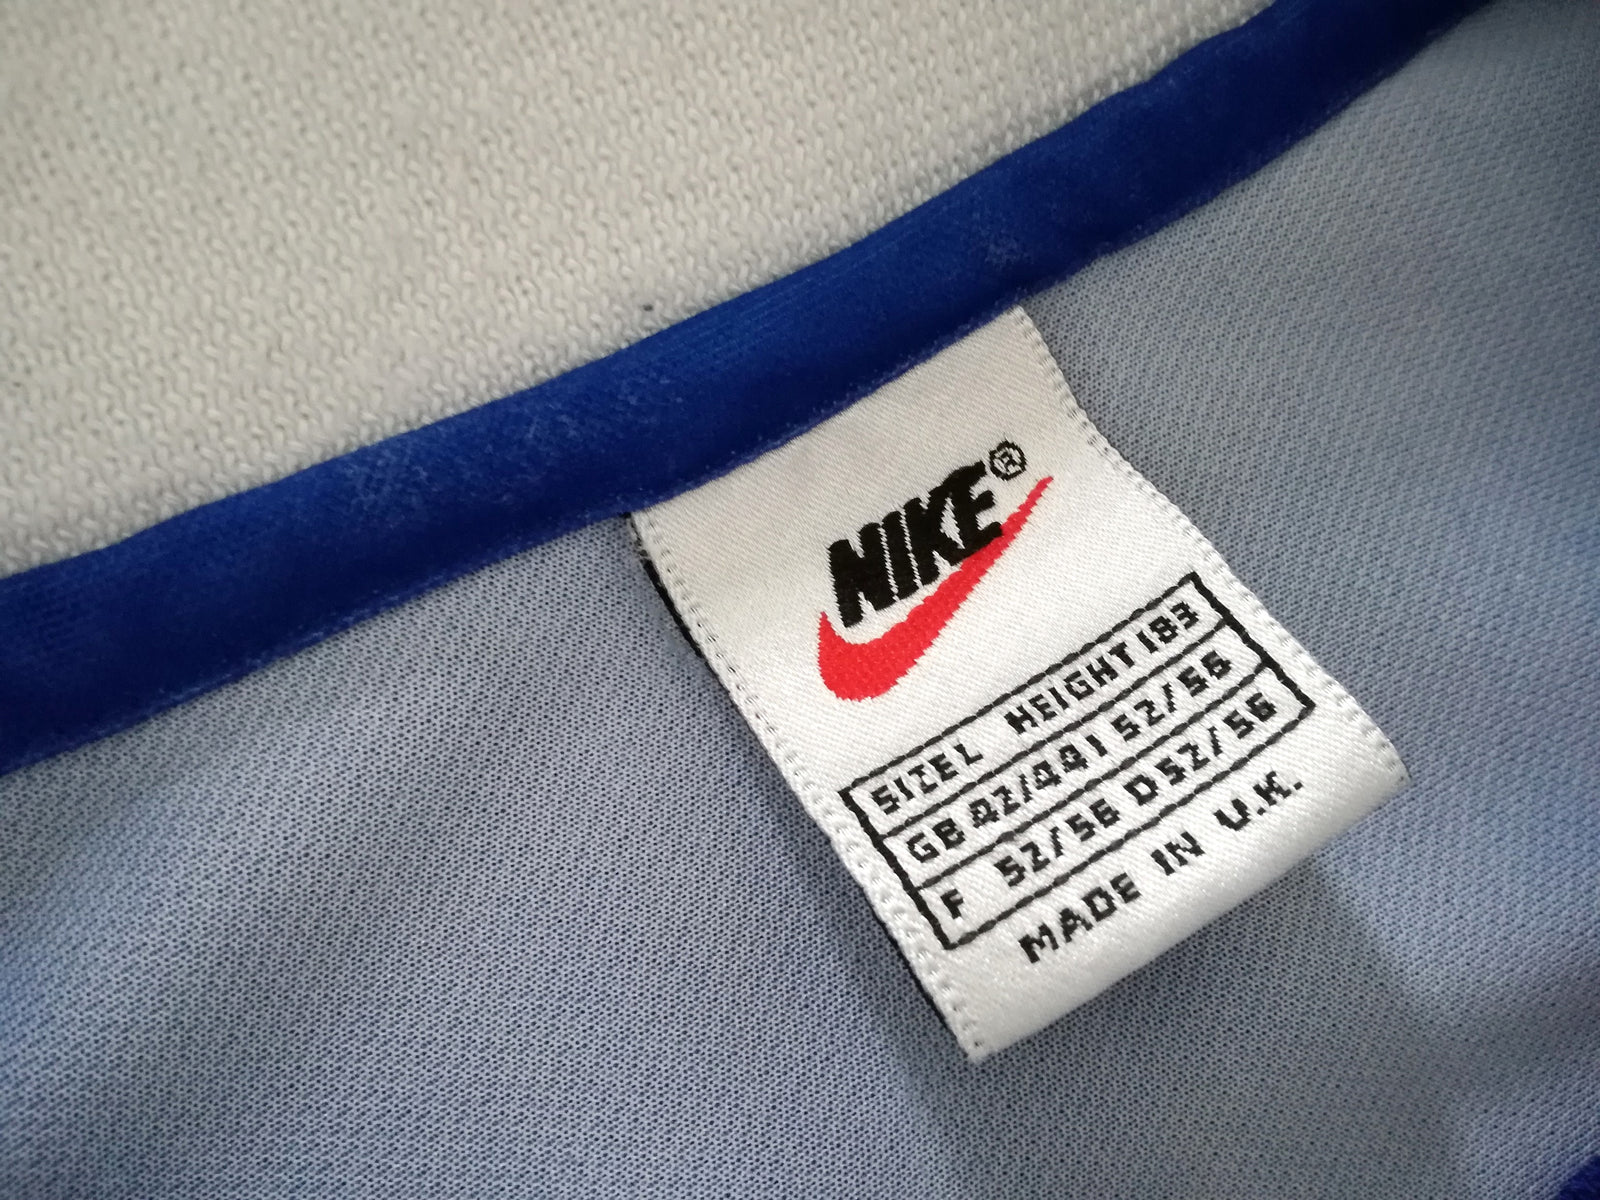 NIKE®
SIZE L HEIGHT 183
GB 42/44 I 52/56
F 52/56 D 52/56
MADE IN U.K.